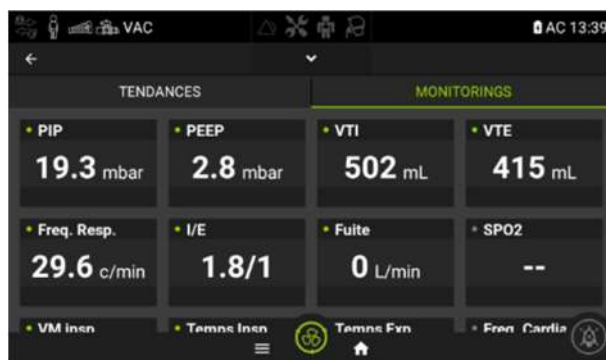 VAC AC 13:39
TENDANCES MONITORINGS
PIP PEEP VTI VTE
19.3 mbar 2.8 mbar 502 mL 415 mL
Freq. Resp. I/E Fuite SPO2
29.6 c/min 1.8/1 0 L/min --
VM insp Temps Insp Temps Exp Freq. Cardia